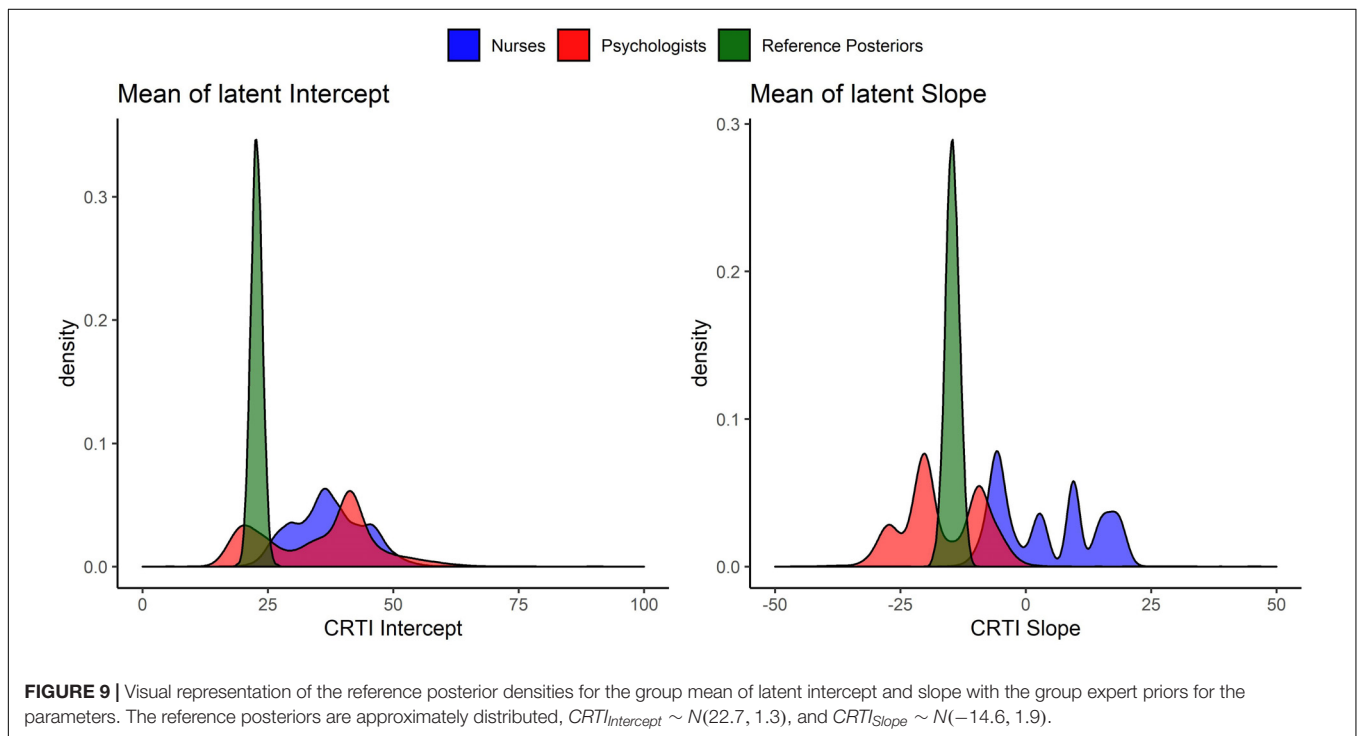 Nurses Psychologists Reference Posteriors
Mean of latent Intercept
0.3
0.2
0.1
0.0
density
0 25 50 75 100
CRTI Intercept
Mean of latent Slope
0.3
0.2
0.1
0.0
density
-50 -25 0 25 50
CRTI Slope
FIGURE 9 | Visual representation of the reference posterior densities for the group mean of latent intercept and slope with the group expert priors for the
parameters. The reference posteriors are approximately distributed, CRTI_Intercept ∼ N(22.7, 1.3), and CRTI_Slope ∼ N(−14.6, 1.9).